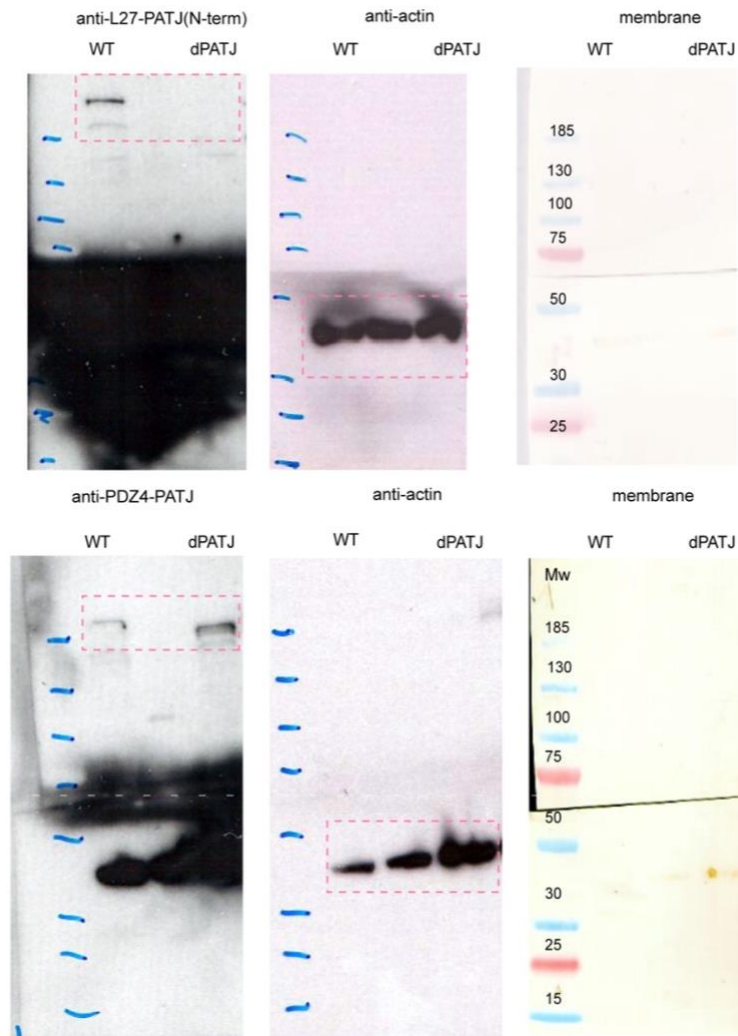 anti-L27-PATJ(N-term)
anti-actin
membrane
WT dPATJ
WT dPATJ
WT dPATJ
185
130
100
75
50
30
25
anti-PDZ4-PATJ
anti-actin
membrane
WT dPATJ
WT dPATJ
WT dPATJ
Mw
185
130
100
75
50
30
25
15